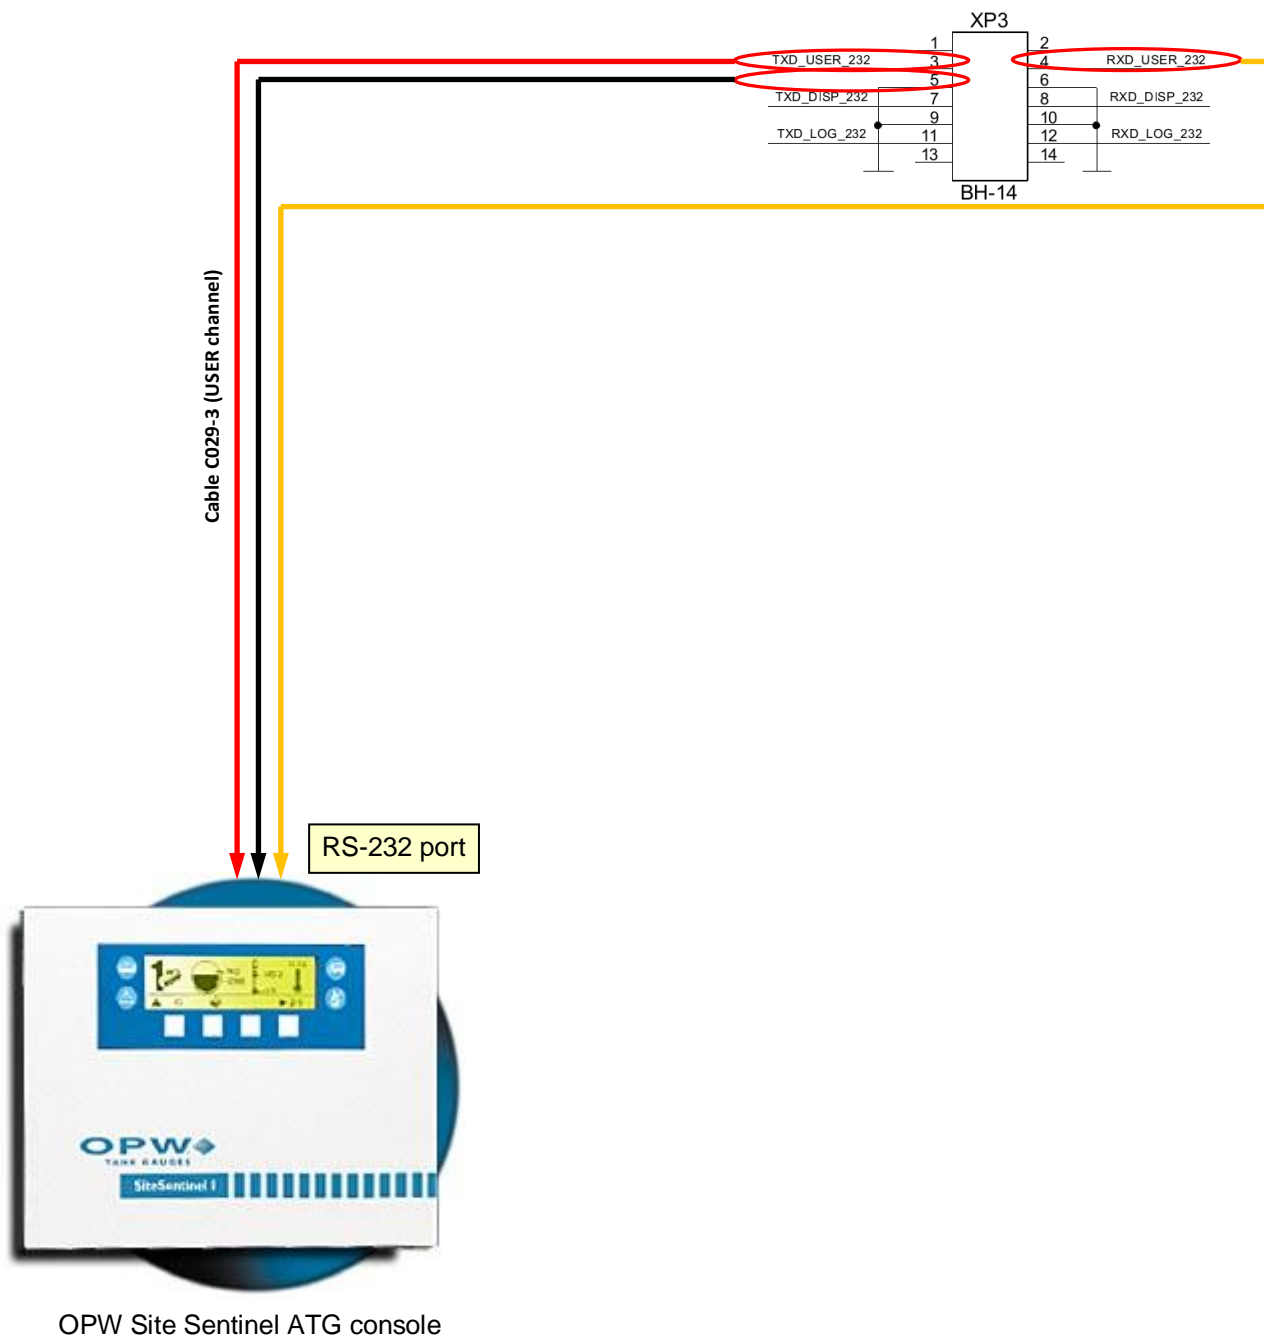 XP3
1 2
TXD_USER_232 3 4 RXD_USER_232
5 6
TXD_DISP_232 7 8 RXD_DISP_232
9 10
TXD_LOG_232 11 12 RXD_LOG_232
13 14
BH-14
Cable C029-3 (USER channel)
RS-232 port
OPW
TANK GAUGES
SiteSentinel 1
OPW Site Sentinel ATG console